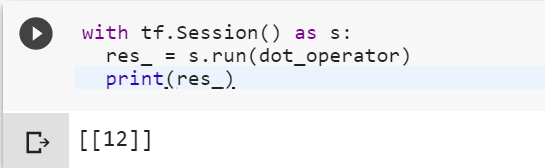 with tf.Session() as s:
  res_ = s.run(dot_operator)
  print(res_)
[[12]]